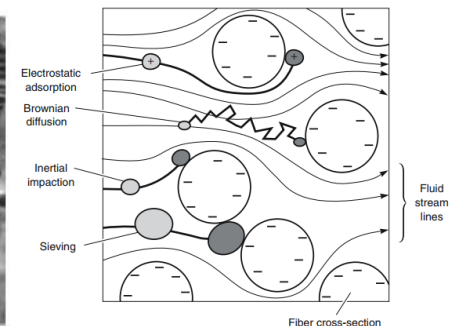 Electrostatic
adsorption
Brownian
diffusion
Inertial
impaction
Sieving
Fluid
stream
lines
Fiber cross-section
+
+